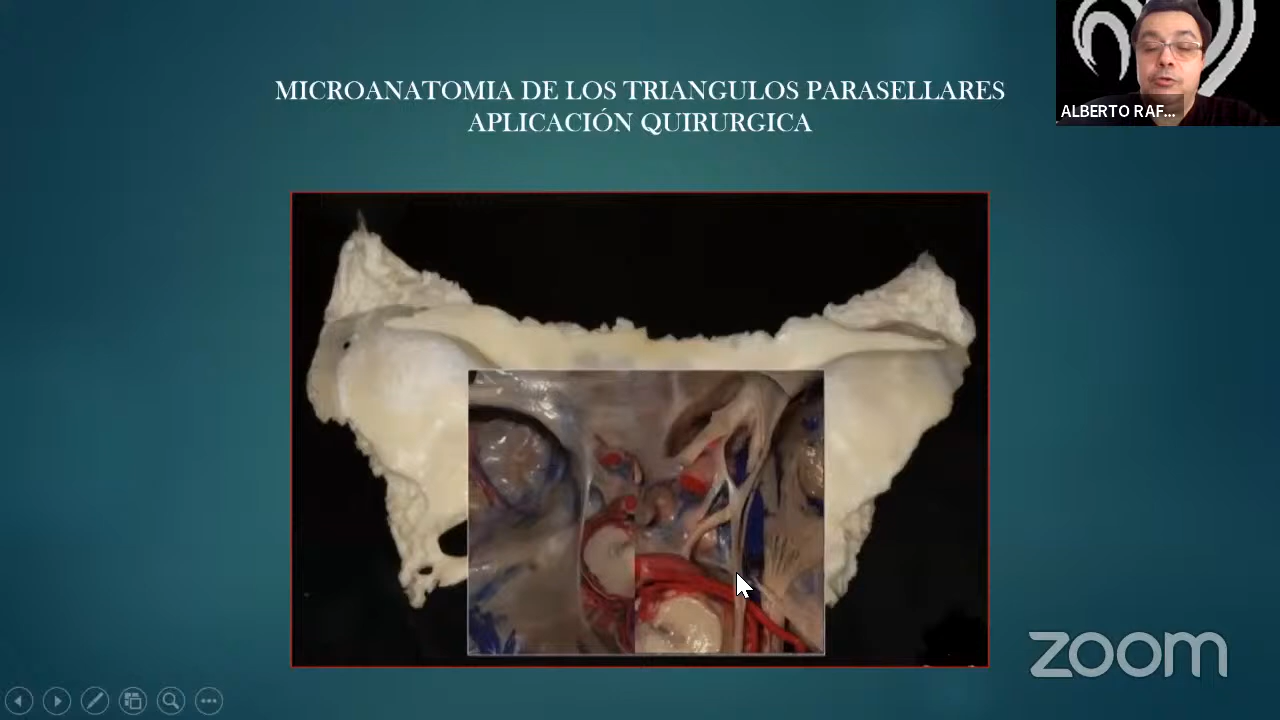 MICROANATOMIA DE LOS TRIANGULOS PARASELLARES
APLICACIÓN QUIRURGICA
ALBERTO RAF...
zoom